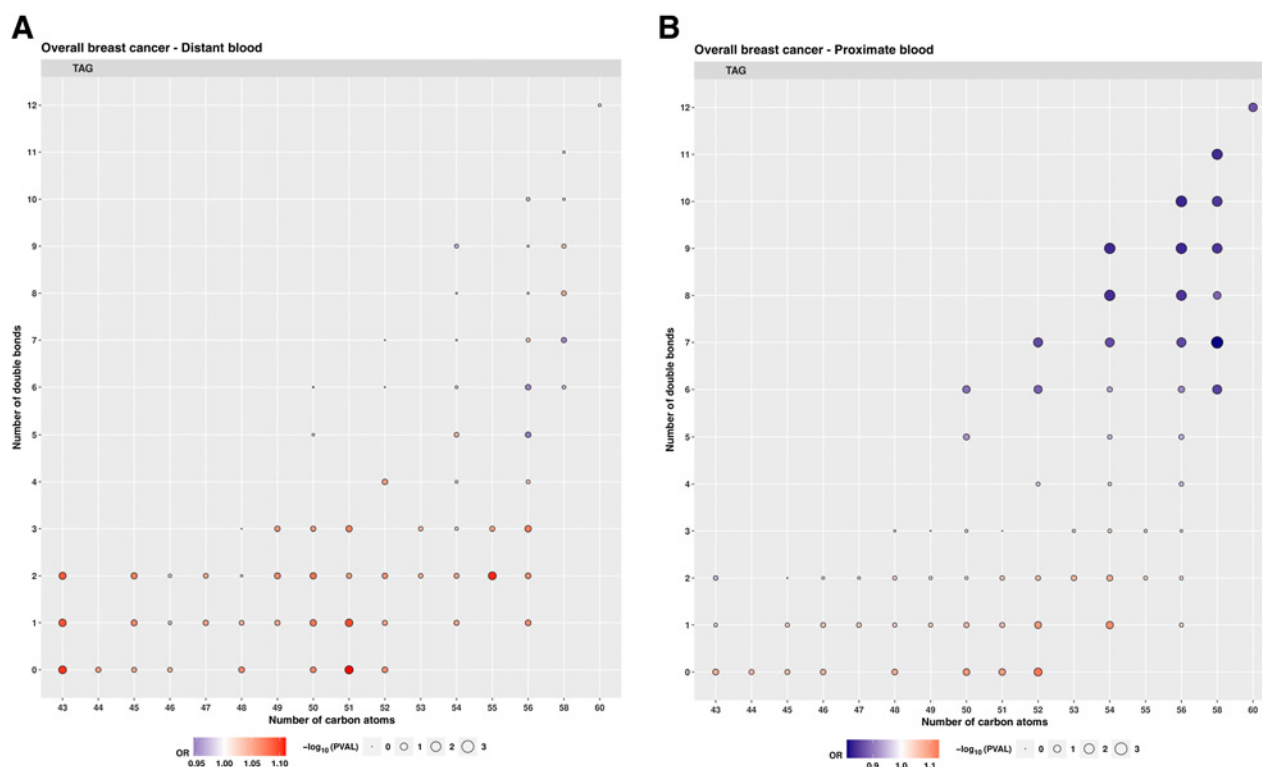 A
Overall breast cancer - Distant blood
TAG
12
11
10
9
8
7
6
5
4
3
2
1
0
Number of double bonds
43 44 45 46 47 48 49 50 51 52 53 54 55 56 58 60
Number of carbon atoms
OR
0.95 1.00 1.05 1.10
−log10 (PVAL) 0 1 2 3
B
Overall breast cancer - Proximate blood
TAG
12
11
10
9
8
7
6
5
4
3
2
1
0
Number of double bonds
43 44 45 46 47 48 49 50 51 52 53 54 55 56 58 60
Number of carbon atoms
OR
0.9 1.0 1.1
−log10 (PVAL) 0 1 2 3